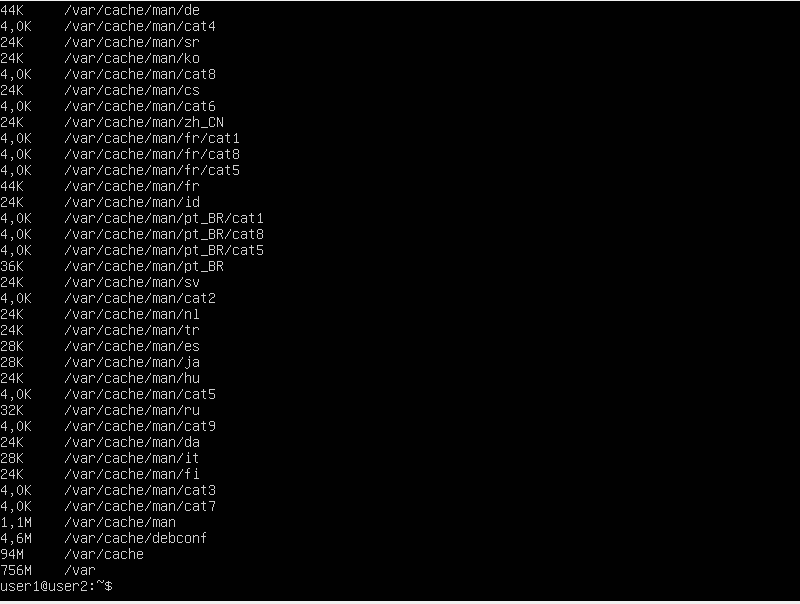 44K     /var/cache/man/de
4,0K    /var/cache/man/cat4
24K     /var/cache/man/sr
24K     /var/cache/man/ko
4,0K    /var/cache/man/cat8
24K     /var/cache/man/cs
4,0K    /var/cache/man/cat6
24K     /var/cache/man/zh_CN
4,0K    /var/cache/man/fr/cat1
4,0K    /var/cache/man/fr/cat8
4,0K    /var/cache/man/fr/cat5
44K     /var/cache/man/fr
24K     /var/cache/man/id
4,0K    /var/cache/man/pt_BR/cat1
4,0K    /var/cache/man/pt_BR/cat8
4,0K    /var/cache/man/pt_BR/cat5
36K     /var/cache/man/pt_BR
24K     /var/cache/man/sv
4,0K    /var/cache/man/cat2
24K     /var/cache/man/nl
24K     /var/cache/man/tr
28K     /var/cache/man/es
28K     /var/cache/man/ja
24K     /var/cache/man/hu
4,0K    /var/cache/man/cat5
32K     /var/cache/man/ru
4,0K    /var/cache/man/cat9
24K     /var/cache/man/da
28K     /var/cache/man/it
24K     /var/cache/man/fi
4,0K    /var/cache/man/cat3
4,0K    /var/cache/man/cat7
1,1M    /var/cache/man
4,6M    /var/cache/debconf
94M     /var/cache
756M    /var
user1@user2:~$